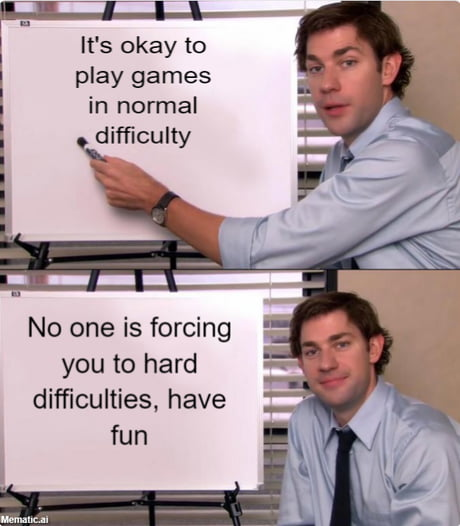 It's okay to
play games
in normal
difficulty
No one is forcing
you to hard
difficulties, have
fun
Mematic.ai